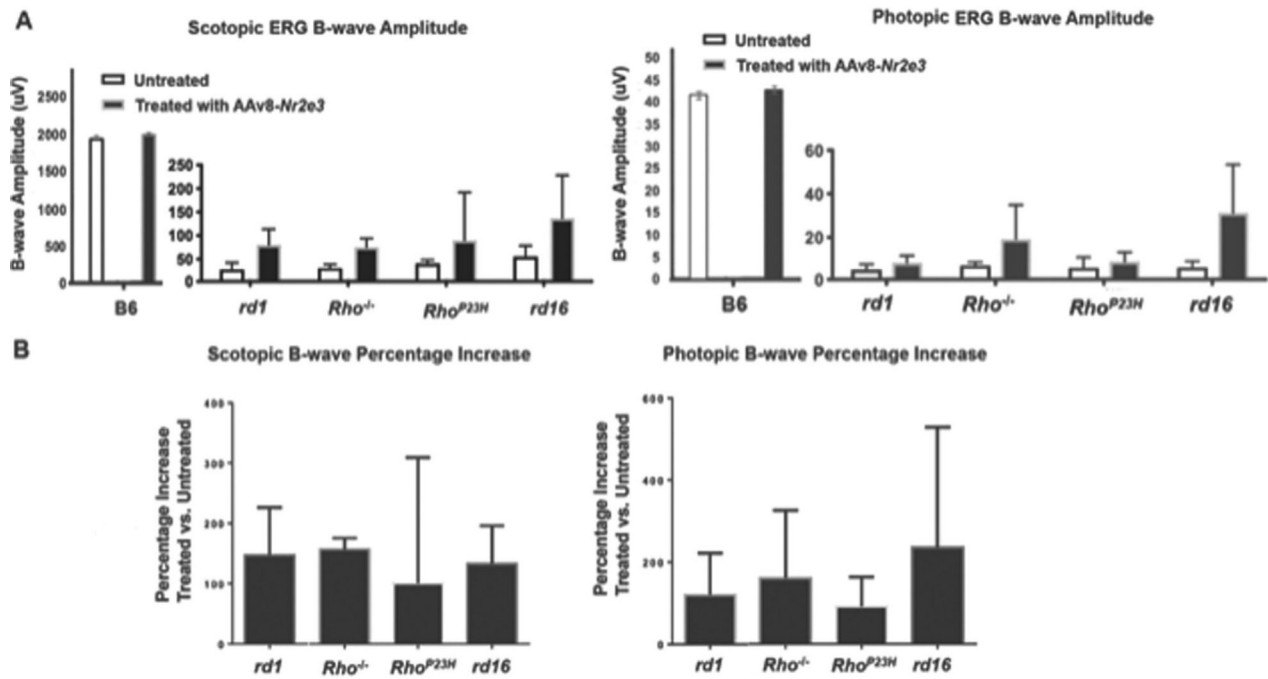 A
Scotopic ERG B-wave Amplitude
B-wave Amplitude (uV)
2500
2000
1500
1000
500
0
Untreated
Treated with AAv8-Nr2e3
250
200
150
100
50
0
B6
rd1
Rho-/-
RhoP23H
rd16
Photopic ERG B-wave Amplitude
B-wave Amplitude (uV)
50
45
40
35
30
25
20
15
10
5
0
Untreated
Treated with AAv8-Nr2e3
60
40
20
0
B6
rd1
Rho-/-
RhoP23H
rd16
B
Scotopic B-wave Percentage Increase
Percentage Increase
Treated vs. Untreated
400
300
200
100
0
rd1
Rho-/-
RhoP23H
rd16
Photopic B-wave Percentage Increase
Percentage Increase
Treated vs. Untreated
600
400
200
0
rd1
Rho-/-
RhoP23H
rd16